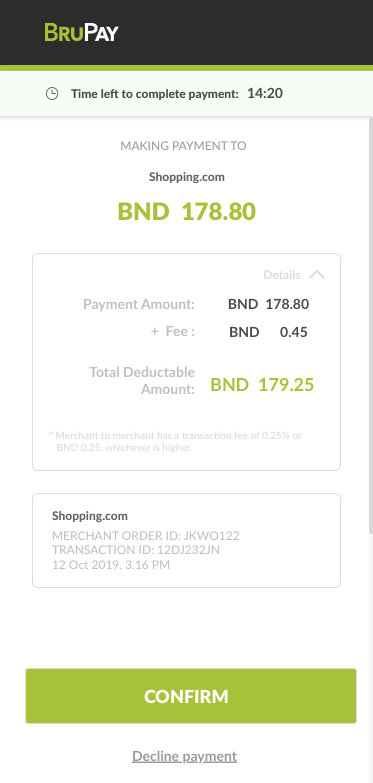 BRUPAY
Time left to complete payment: 14:20
MAKING PAYMENT TO
Shopping.com
BND 178.80
Details
Payment Amount: BND 178.80
+ Fee : BND 0.45
Total Deductable
Amount: BND 179.25
* Merchant to merchant has a transaction fee of 0.25% or
BND 0.25, whichever is higher.
Shopping.com
MERCHANT ORDER ID: JKWO122
TRANSACTION ID: 12DJ232JN
12 Oct 2019, 3.16 PM
CONFIRM
Decline payment